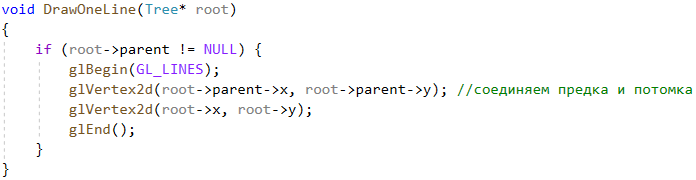 void DrawOneLine(Tree* root)
{
    if (root->parent != NULL) {
        glBegin(GL_LINES);
        glVertex2d(root->parent->x, root->parent->y); //соединяем предка и потомка
        glVertex2d(root->x, root->y);
        glEnd();
    }
}